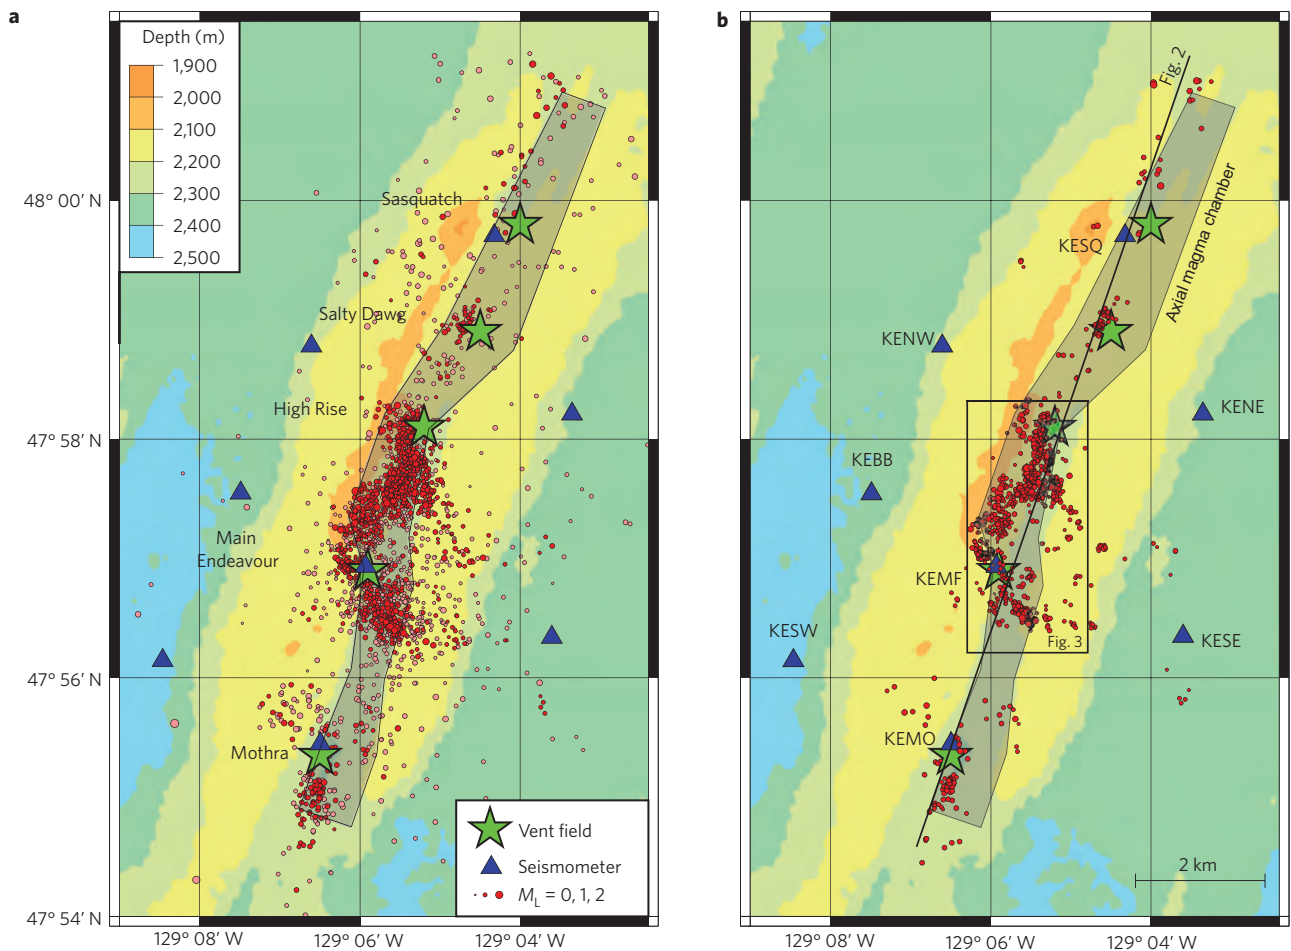 a
Depth (m)
1,900
2,000
2,100
2,200
2,300
2,400
2,500
48° 00′ N
47° 58′ N
47° 56′ N
47° 54′ N
Sasquatch
Salty Dawg
High Rise
Main
Endeavour
Mothra
Vent field
Seismometer
M_L = 0, 1, 2
129° 08′ W
129° 06′ W
129° 04′ W
b
Fig. 2
Axial magma chamber
KESQ
KENW
KENE
KEBB
KEMF
KESW
KESE
Fig. 3
KEMO
2 km
129° 08′ W
129° 06′ W
129° 04′ W